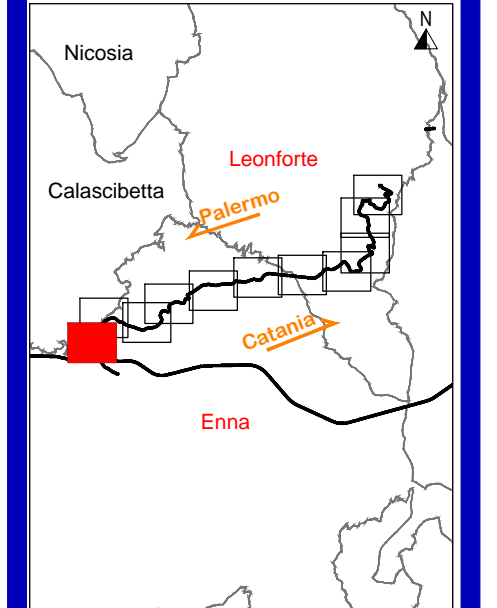 N
Nicosia
Leonforte
Calascibetta
Palermo
Catania
Enna